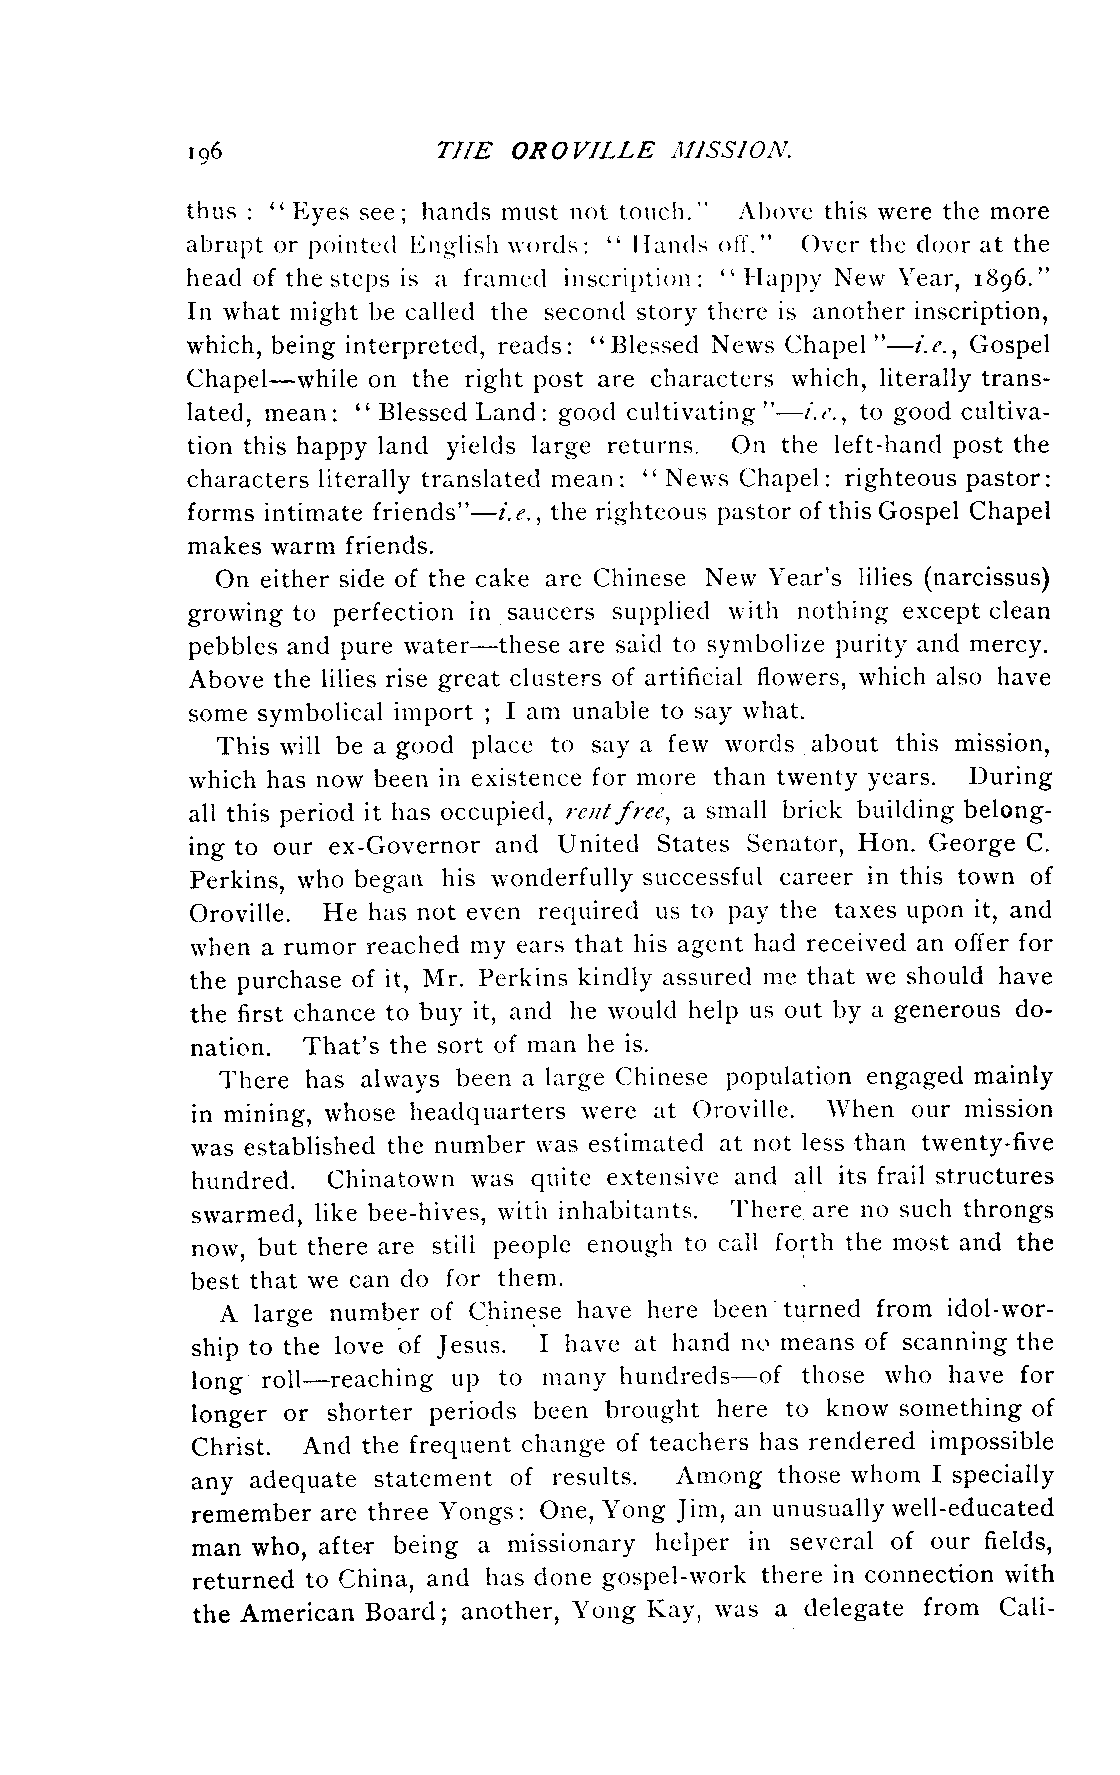 196 THE OROVILLE MISSION.
thus : “ Eyes see; hands must not touch.” Above this were the more
abrupt or pointed English words: “ Hands off.” Over the door at the
head of the steps is a framed inscription: “ Happy New Year, 1896.”
In what might be called the second story there is another inscription,
which, being interpreted, reads: “Blessed News Chapel ”—i.e., Gospel
Chapel—while on the right post are characters which, literally trans-
lated, mean: “ Blessed Land: good cultivating ”—i.e., to good cultiva-
tion this happy land yields large returns. On the left-hand post the
characters literally translated mean: “ News Chapel: righteous pastor:
forms intimate friends”—i.e., the righteous pastor of this Gospel Chapel
makes warm friends.
On either side of the cake are Chinese New Year's lilies (narcissus)
growing to perfection in saucers supplied with nothing except clean
pebbles and pure water—these are said to symbolize purity and mercy.
Above the lilies rise great clusters of artificial flowers, which also have
some symbolical import ; I am unable to say what.
This will be a good place to say a few words about this mission,
which has now been in existence for more than twenty years. During
all this period it has occupied, rent free, a small brick building belong-
ing to our ex-Governor and United States Senator, Hon. George C.
Perkins, who began his wonderfully successful career in this town of
Oroville. He has not even required us to pay the taxes upon it, and
when a rumor reached my ears that his agent had received an offer for
the purchase of it, Mr. Perkins kindly assured me that we should have
the first chance to buy it, and he would help us out by a generous do-
nation. That's the sort of man he is.
There has always been a large Chinese population engaged mainly
in mining, whose headquarters were at Oroville. When our mission
was established the number was estimated at not less than twenty-five
hundred. Chinatown was quite extensive and all its frail structures
swarmed, like bee-hives, with inhabitants. There are no such throngs
now, but there are still people enough to call forth the most and the
best that we can do for them.
A large number of Chinese have here been turned from idol-wor-
ship to the love of Jesus. I have at hand no means of scanning the
long roll—reaching up to many hundreds—of those who have for
longer or shorter periods been brought here to know something of
Christ. And the frequent change of teachers has rendered impossible
any adequate statement of results. Among those whom I specially
remember are three Yongs: One, Yong Jim, an unusually well-educated
man who, after being a missionary helper in several of our fields,
returned to China, and has done gospel-work there in connection with
the American Board; another, Yong Kay, was a delegate from Cali-